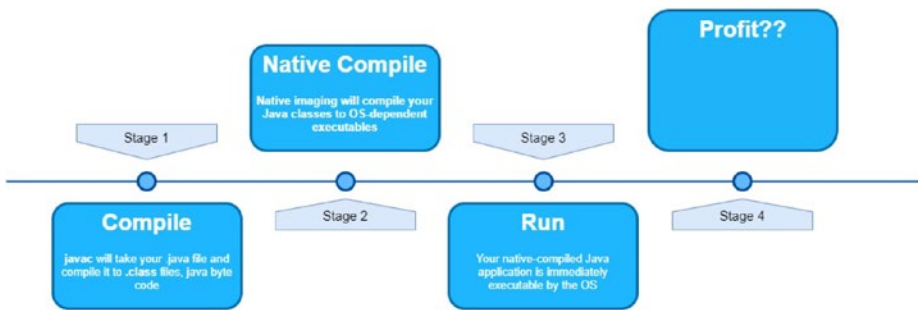 Stage 1
Compile
javac will take your .java file and
compile it to .class files, java byte
code
Native Compile
Native imaging will compile your
Java classes to OS-dependent
executables
Stage 2
Stage 3
Run
Your native-compiled Java
application is immediately
executable by the OS
Profit??
Stage 4